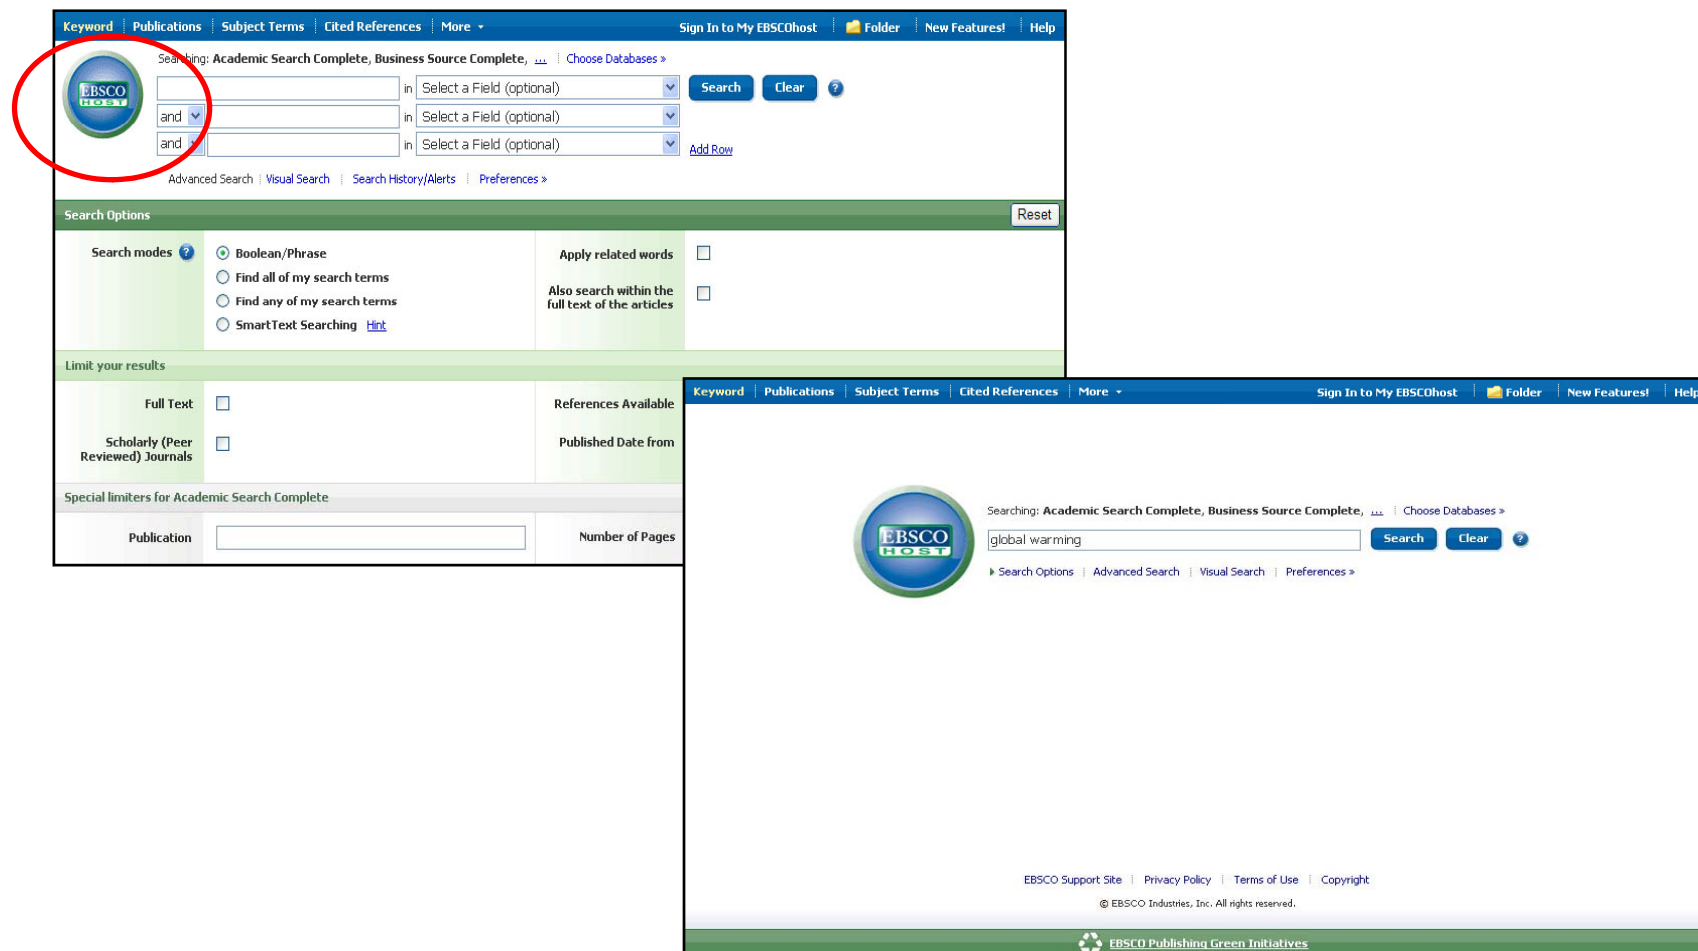 Keyword Publications Subject Terms Cited References More Sign In to My EBSCOhost Folder New Features! Help
Searching: Academic Search Complete, Business Source Complete, ... Choose Databases »
EBSCO
HOST
in Select a Field (optional) Search Clear ?
and in Select a Field (optional)
and in Select a Field (optional) Add Row
Advanced Search Visual Search Search History/Alerts Preferences »
Search Options Reset
Search modes ? Boolean/Phrase Apply related words
Find all of my search terms
Also search within the
Find any of my search terms
full text of the articles
SmartText Searching Hint
Limit your results
Full Text References Available
Scholarly (Peer Published Date from
Reviewed) Journals
Special limiters for Academic Search Complete
Publication Number of Pages
Keyword Publications Subject Terms Cited References More Sign In to My EBSCOhost Folder New Features! Help
Searching: Academic Search Complete, Business Source Complete, ... Choose Databases »
EBSCO
HOST
global warming Search Clear ?
Search Options Advanced Search Visual Search Preferences »
EBSCO Support Site Privacy Policy Terms of Use Copyright
© EBSCO Industries, Inc. All rights reserved.
EBSCO Publishing Green Initiatives